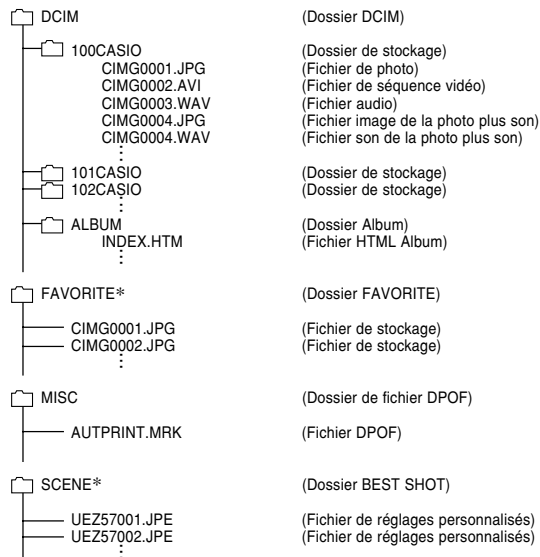 DCIM (Dossier DCIM)
100CASIO (Dossier de stockage)
CIMG0001.JPG (Fichier de photo)
CIMG0002.AVI (Fichier de séquence vidéo)
CIMG0003.WAV (Fichier audio)
CIMG0004.JPG (Fichier image de la photo plus son)
CIMG0004.WAV (Fichier son de la photo plus son)
101CASIO (Dossier de stockage)
102CASIO (Dossier de stockage)
ALBUM (Dossier Album)
INDEX.HTM (Fichier HTML Album)
FAVORITE* (Dossier FAVORITE)
CIMG0001.JPG (Fichier de stockage)
CIMG0002.JPG (Fichier de stockage)
MISC (Dossier de fichier DPOF)
AUTPRINT.MRK (Fichier DPOF)
SCENE* (Dossier BEST SHOT)
UEZ57001.JPE (Fichier de réglages personnalisés)
UEZ57002.JPE (Fichier de réglages personnalisés)